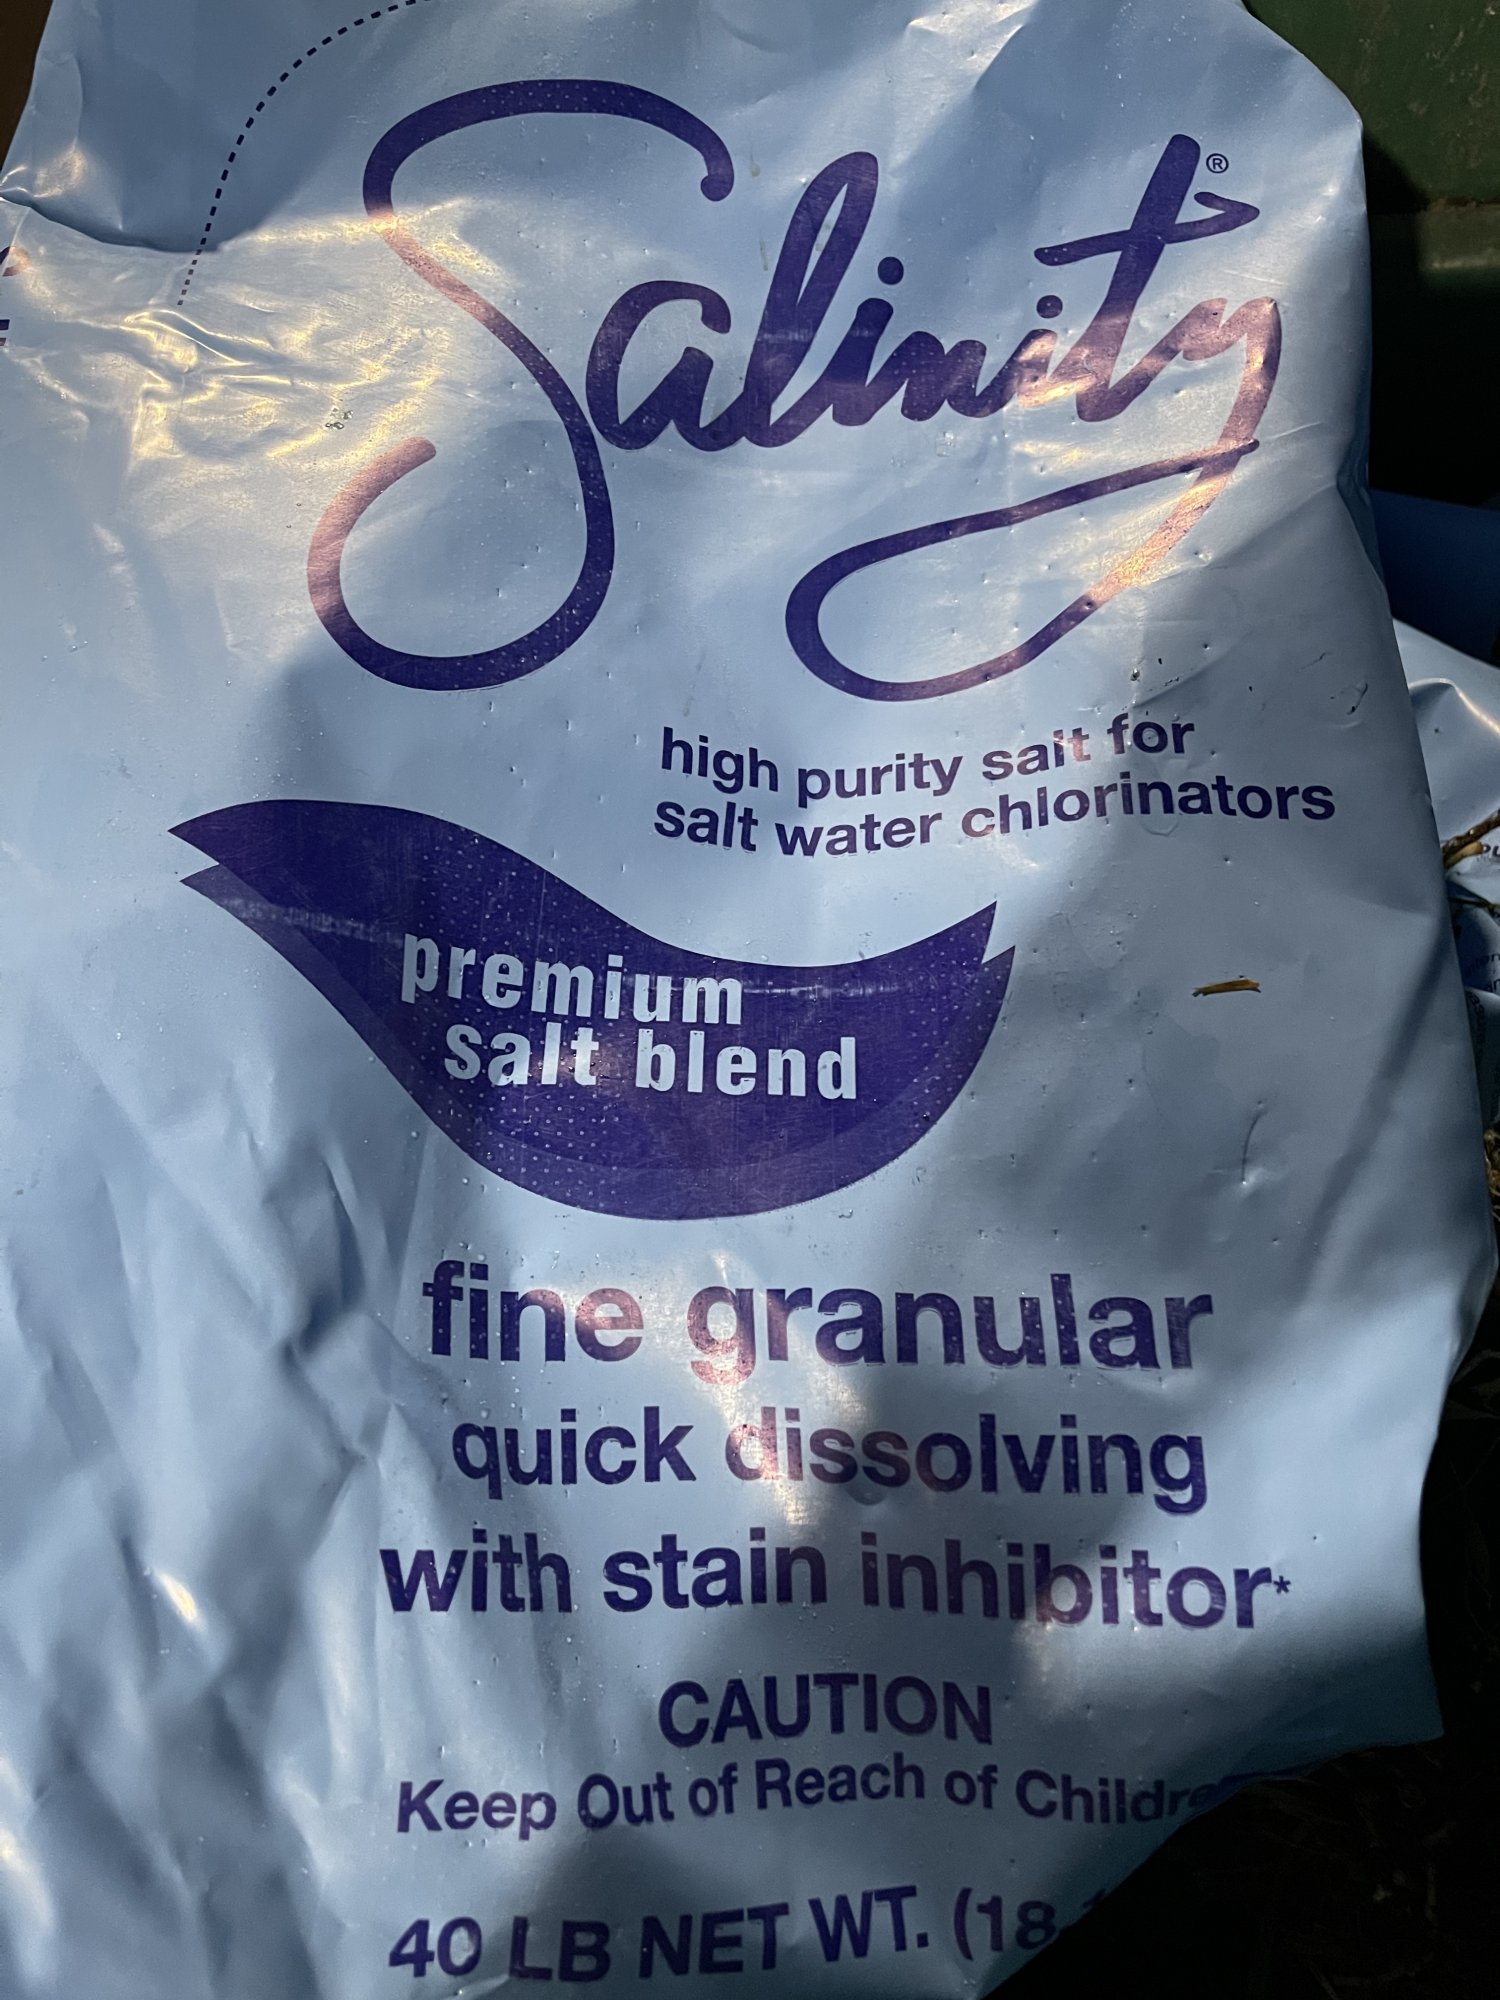 Salinity®
high purity salt for
salt water chlorinators
premium
salt blend
fine granular
quick dissolving
with stain inhibitor*
CAUTION
Keep Out of Reach of
40 LB NET WT. (18